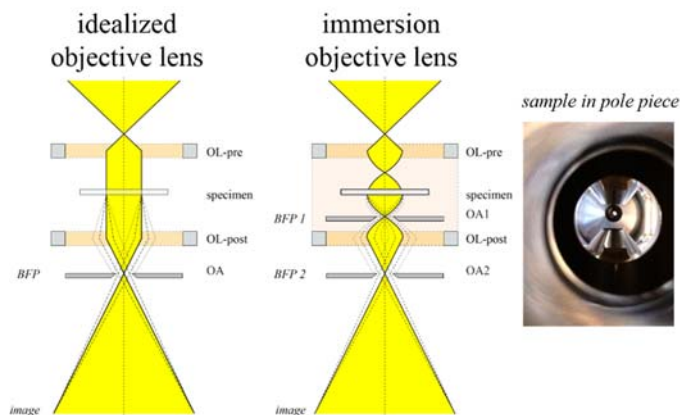 idealized
objective lens
immersion
objective lens
sample in pole piece
OL-pre
specimen
OL-post
BFP
OA
image
OL-pre
specimen
BFP 1
OA1
OL-post
BFP 2
OA2
image